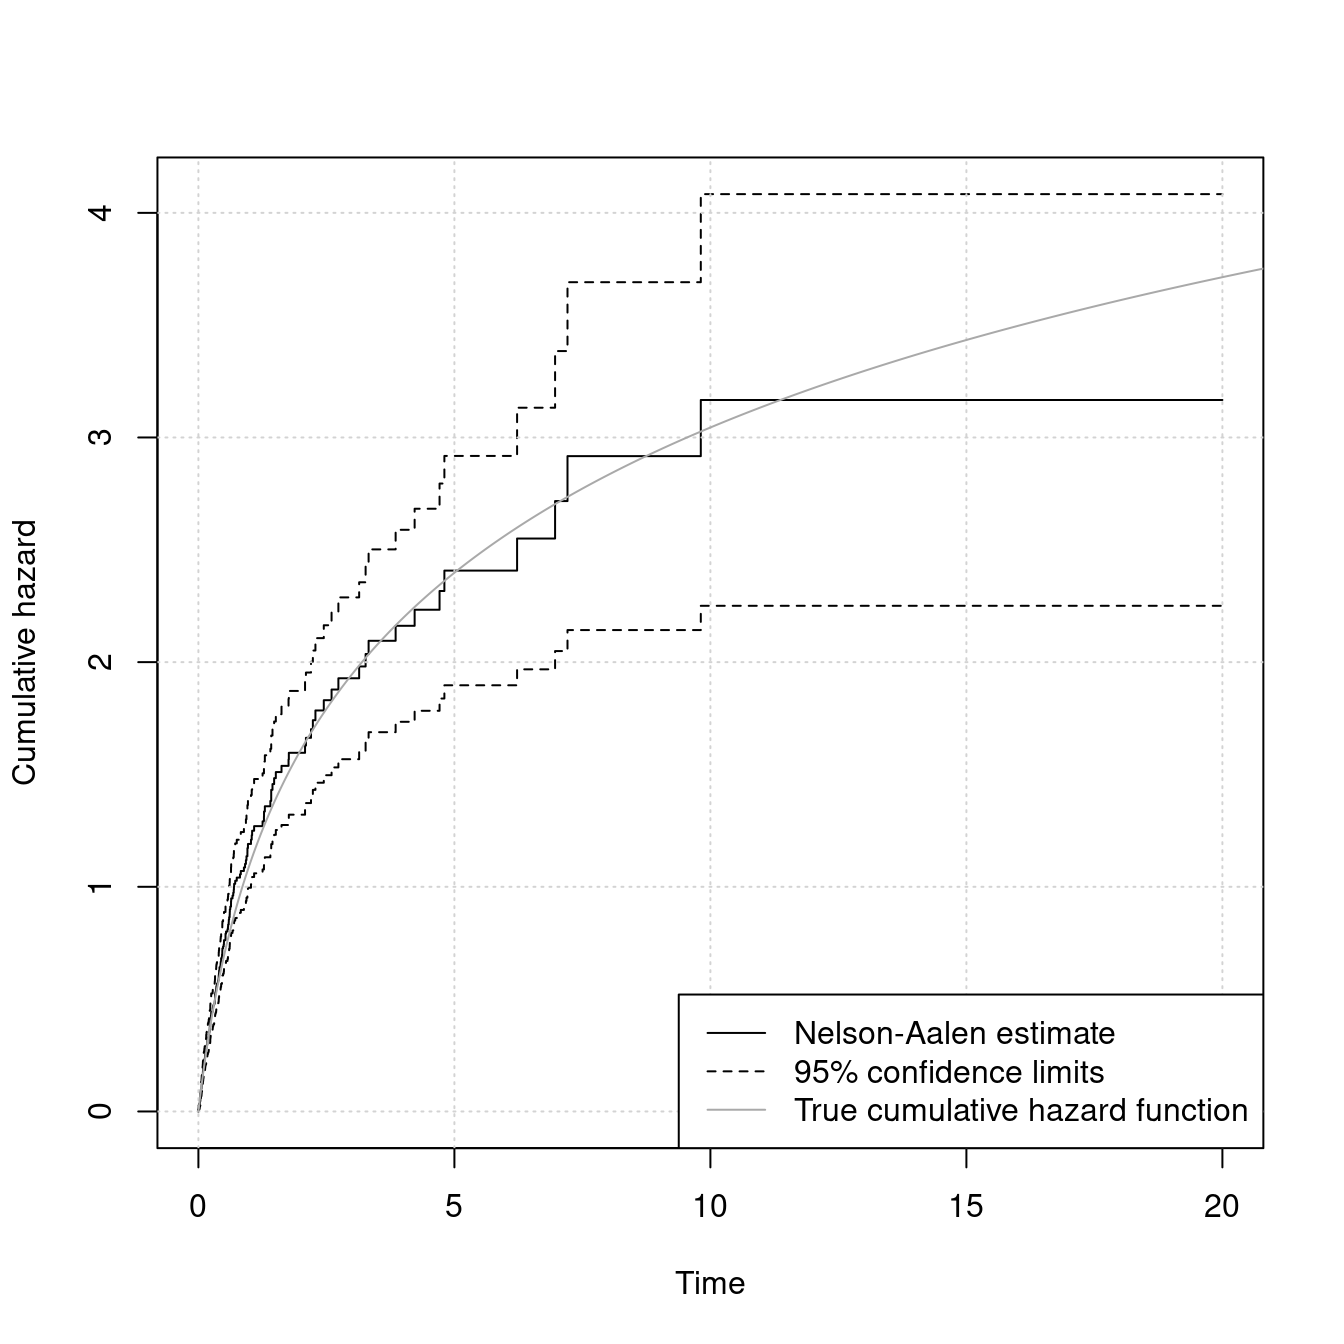 4
3
2
1
0
Cumulative hazard
Nelson-Aalen estimate
95% confidence limits
True cumulative hazard function
0 5 10 15 20
Time